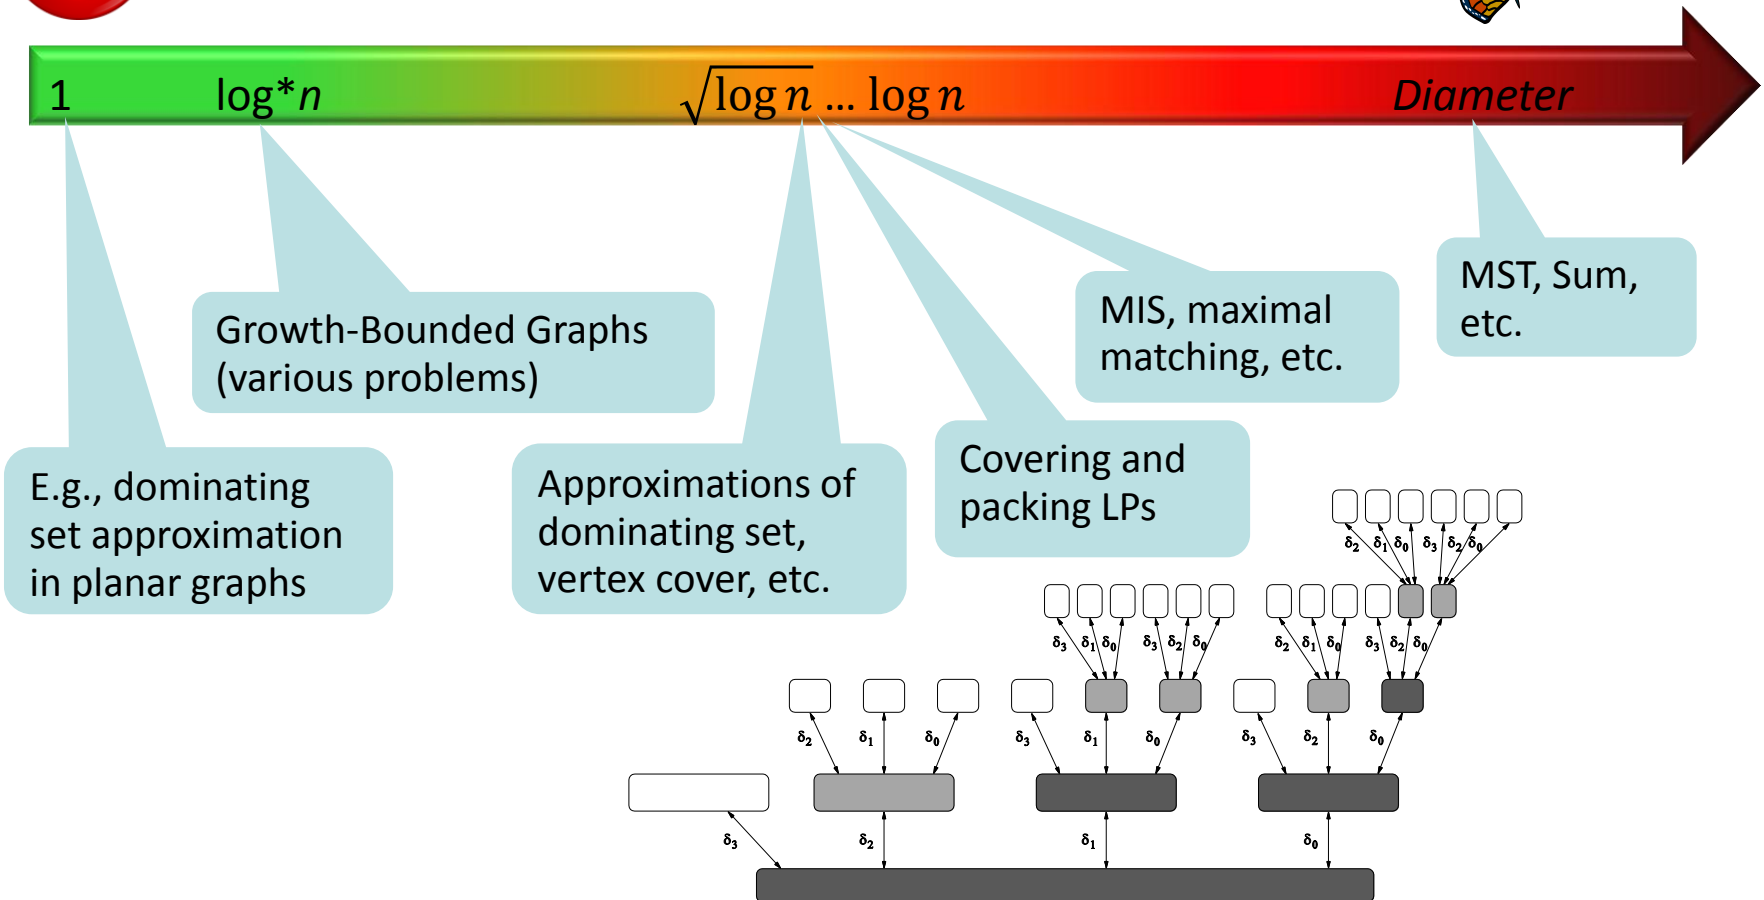 1 log*n √log n ... log n Diameter
MST, Sum,
etc.
MIS, maximal
matching, etc.
Growth-Bounded Graphs
(various problems)
Covering and
packing LPs
E.g., dominating
set approximation
in planar graphs
Approximations of
dominating set,
vertex cover, etc.
δ₂ δ₁ δ₀ δ₃ δ₂ δ₀
δ₃ δ₁ δ₀ δ₃ δ₂ δ₀ δ₂ δ₁ δ₀ δ₃ δ₂ δ₀
δ₂ δ₁ δ₀ δ₃ δ₁ δ₀ δ₃ δ₂ δ₀
δ₃ δ₂ δ₁ δ₀